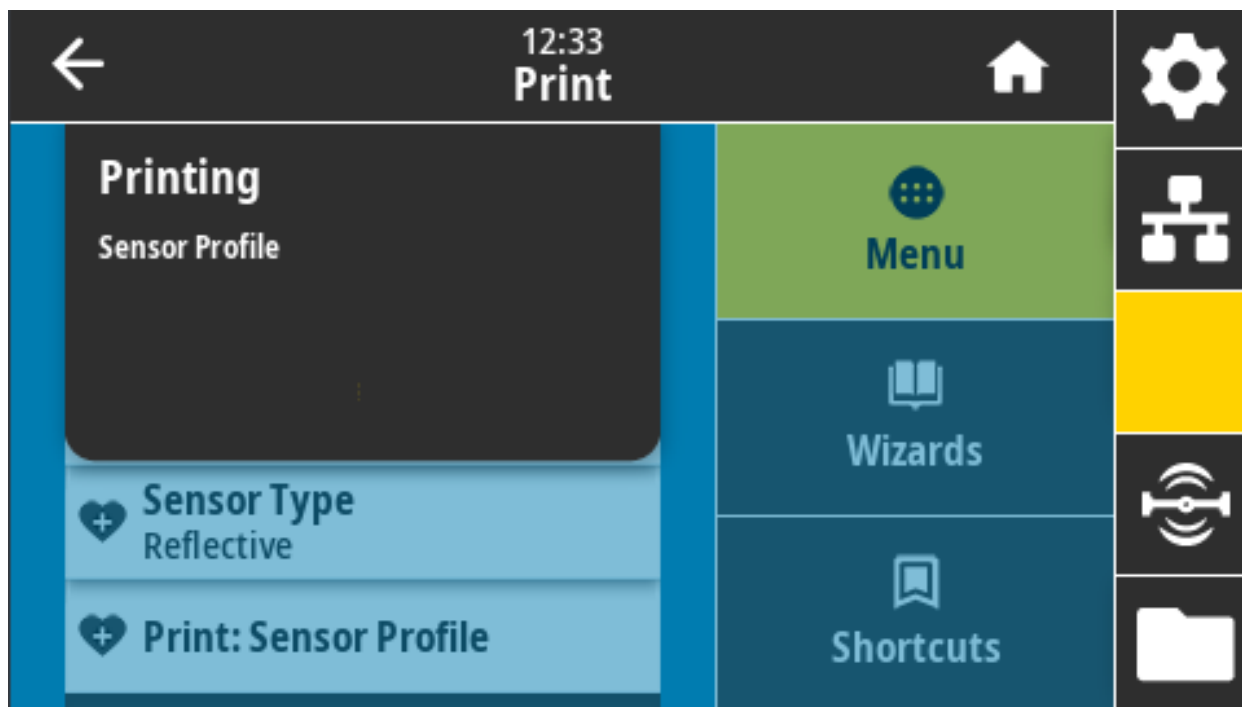 12:33
Print
Printing
Sensor Profile
Sensor Type
Reflective
Print: Sensor Profile
Menu
Wizards
Shortcuts